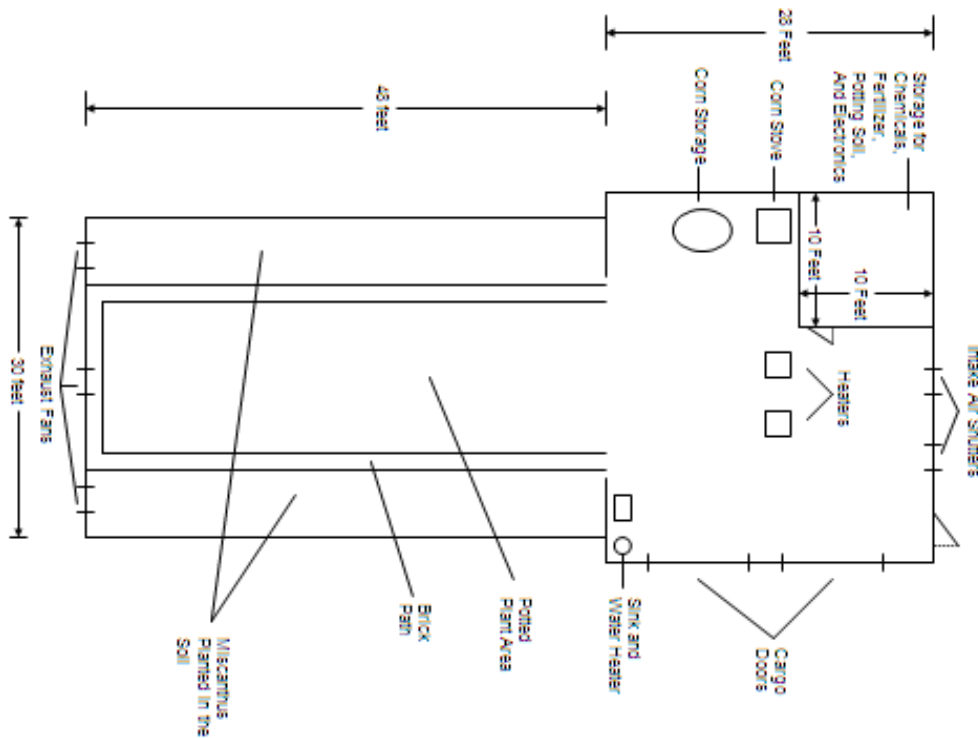 Intake Air Shutters
Storage for
Chemicals,
Fertilizer,
Potting Soil,
And Electronics
10 Feet
10 Feet
28 Feet
Corn Stove
Heaters
Cargo
Doors
Corn Storage
Sink and
Water Heater
Potted
Plant Area
Brick
Path
48 feet
Miscanthus
Planted in the
Soil
Exhaust Fans
30 feet